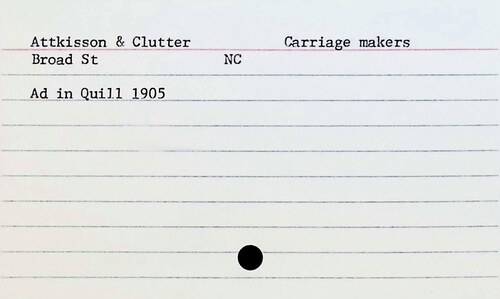 Attkisson & Clutter Carriage makers
Broad St NC
Ad in Quill 1905